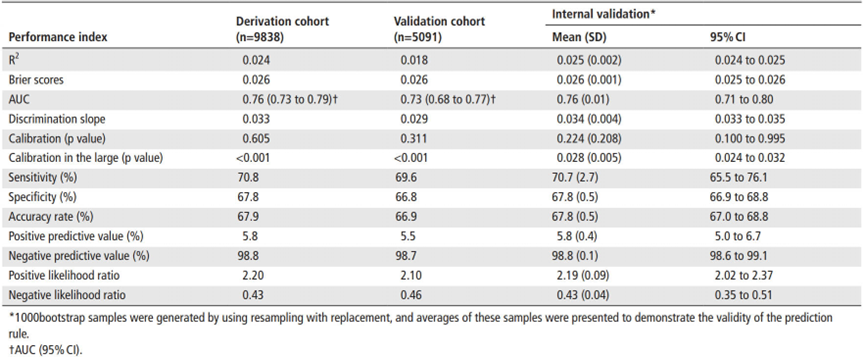 Performance index Derivation cohort (n=9838) Validation cohort (n=5091) Internal validation* Mean (SD) 95% CI
R² 0.024 0.018 0.025 (0.002) 0.024 to 0.025
Brier scores 0.026 0.026 0.026 (0.001) 0.025 to 0.026
AUC 0.76 (0.73 to 0.79)† 0.73 (0.68 to 0.77)† 0.76 (0.01) 0.71 to 0.80
Discrimination slope 0.033 0.029 0.034 (0.004) 0.033 to 0.035
Calibration (p value) 0.605 0.311 0.224 (0.208) 0.100 to 0.995
Calibration in the large (p value) <0.001 <0.001 0.028 (0.005) 0.024 to 0.032
Sensitivity (%) 70.8 69.6 70.7 (2.7) 65.5 to 76.1
Specificity (%) 67.8 66.8 67.8 (0.5) 66.9 to 68.8
Accuracy rate (%) 67.9 66.9 67.8 (0.5) 67.0 to 68.8
Positive predictive value (%) 5.8 5.5 5.8 (0.4) 5.0 to 6.7
Negative predictive value (%) 98.8 98.7 98.8 (0.1) 98.6 to 99.1
Positive likelihood ratio 2.20 2.10 2.19 (0.09) 2.02 to 2.37
Negative likelihood ratio 0.43 0.46 0.43 (0.04) 0.35 to 0.51
*1000bootstrap samples were generated by using resampling with replacement, and averages of these samples were presented to demonstrate the validity of the prediction
rule.
†AUC (95% CI).